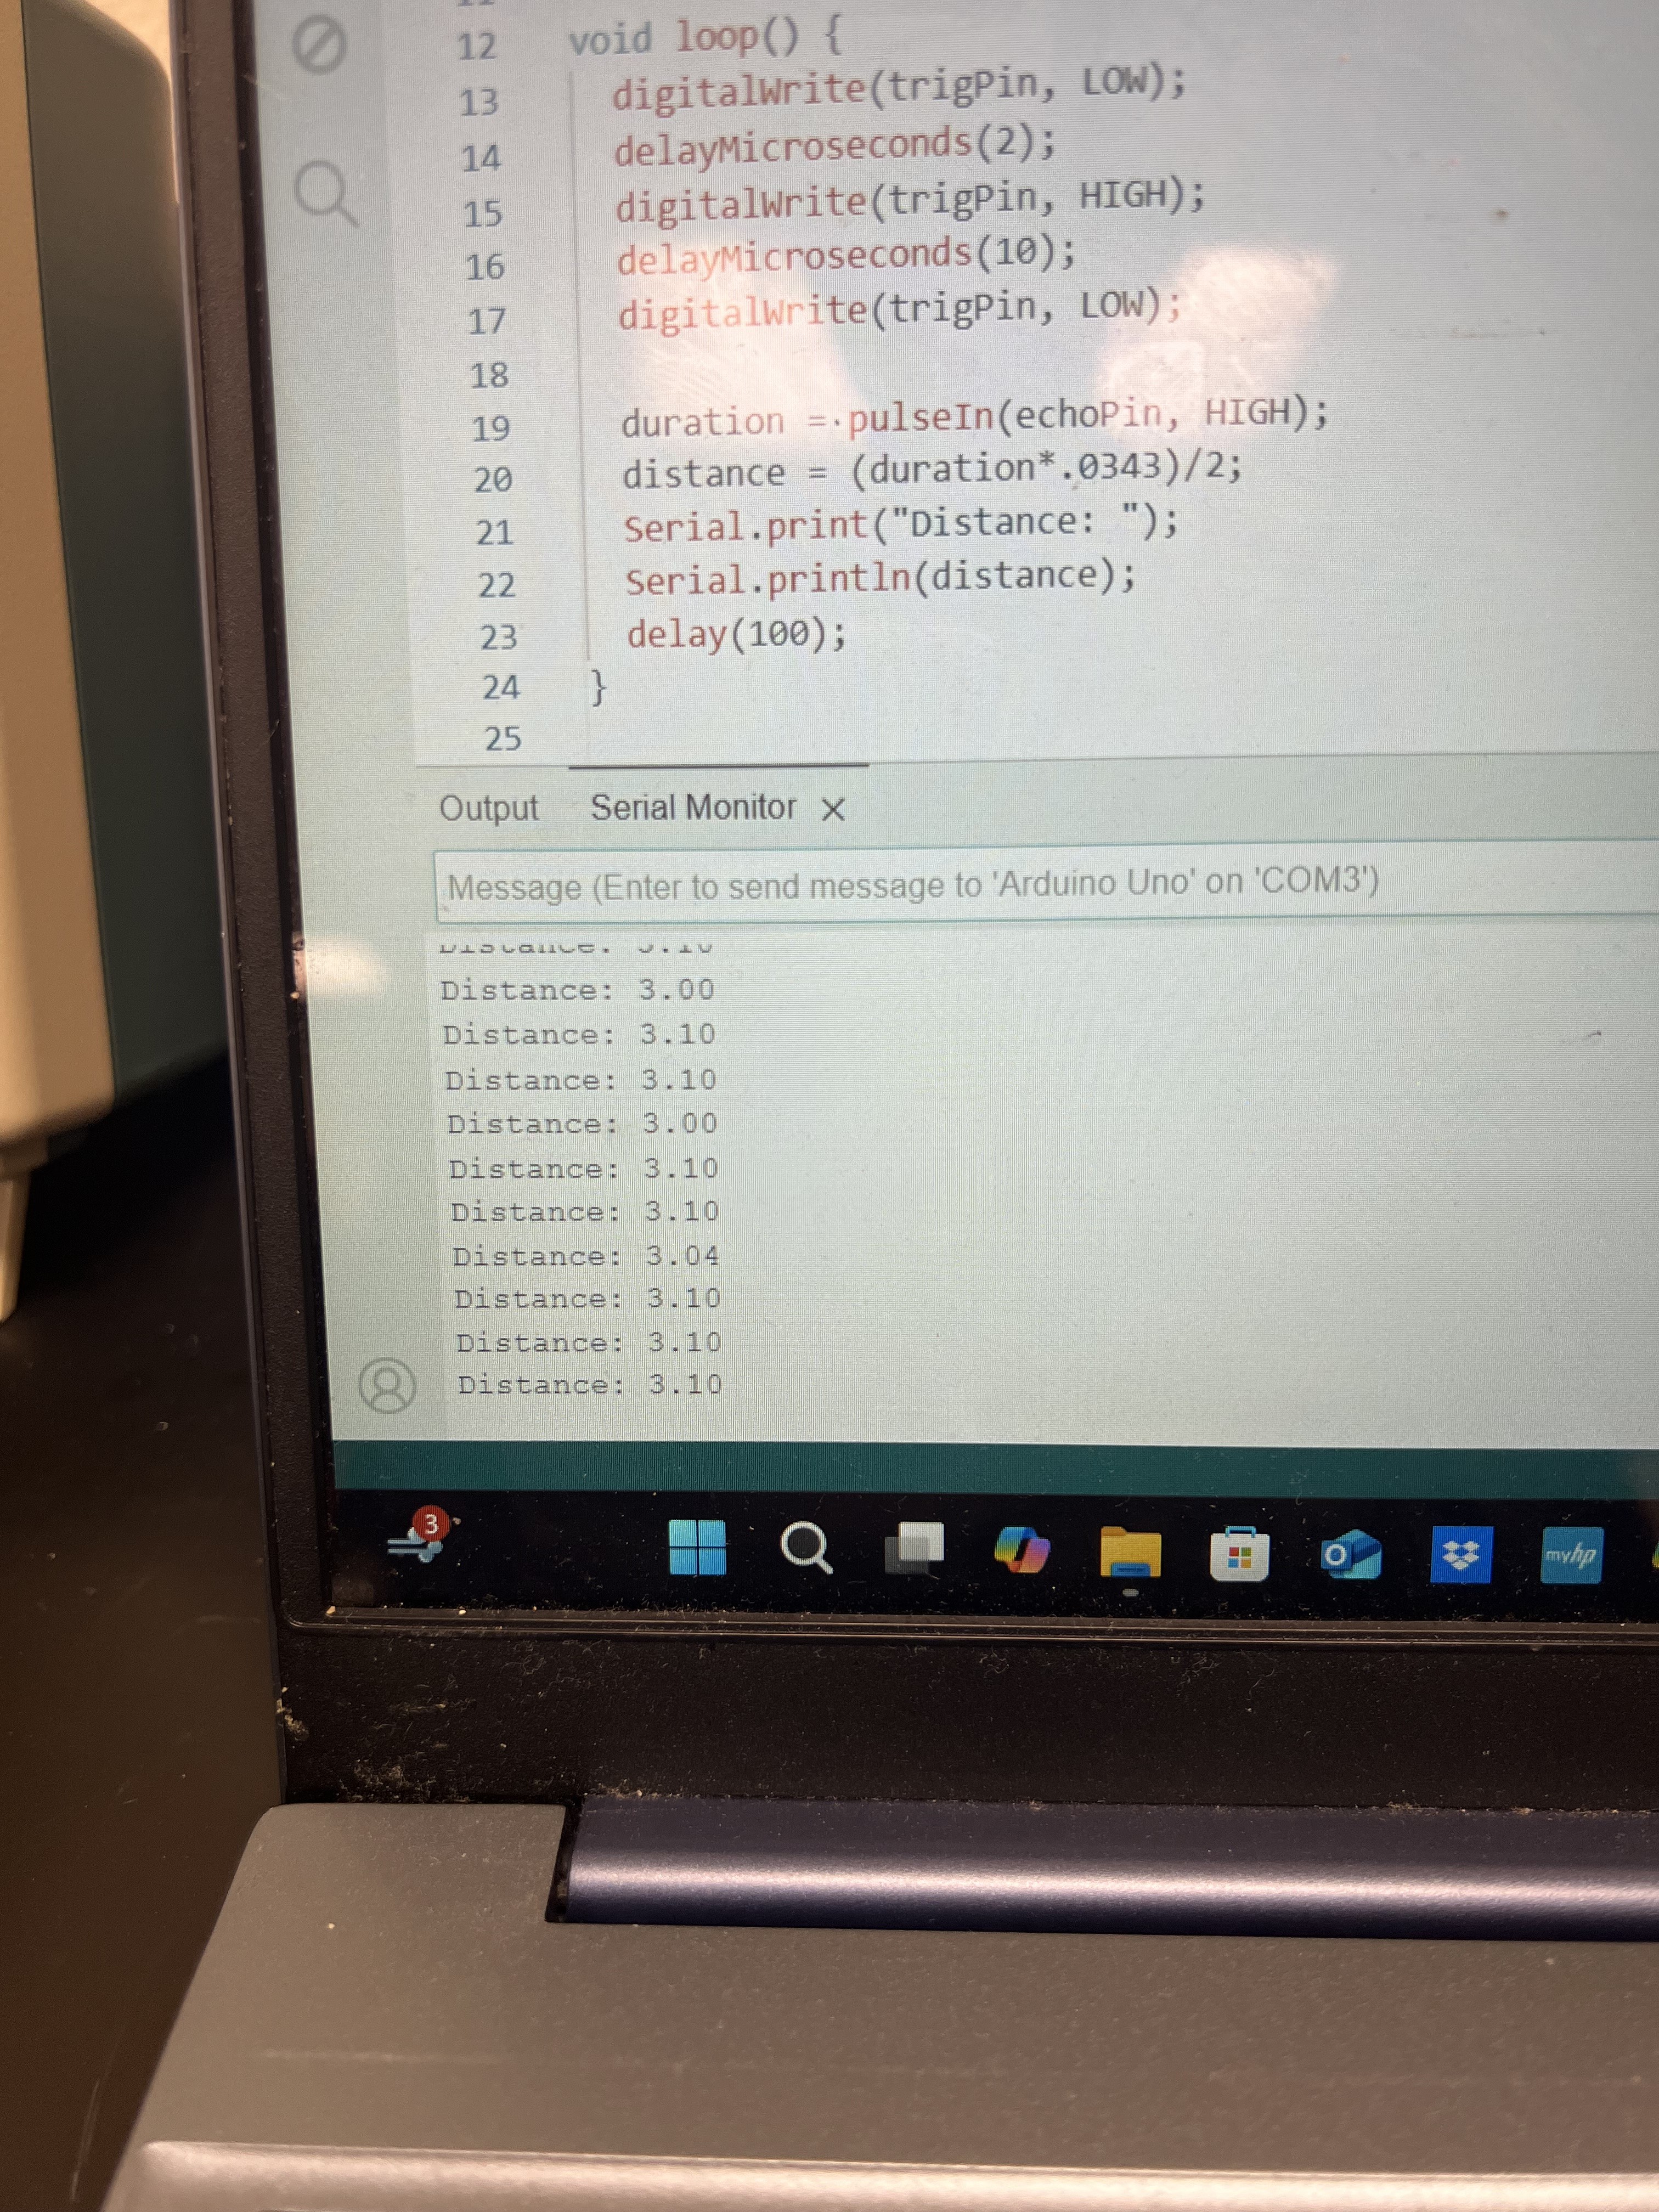 12 void loop() {
13 digitalWrite(trigPin, LOW);
14 delayMicroseconds(2);
15 digitalWrite(trigPin, HIGH);
16 delayMicroseconds(10);
17 digitalWrite(trigPin, LOW);
18
19 duration = pulseIn(echoPin, HIGH);
20 distance = (duration*.0343)/2;
21 Serial.print("Distance: ");
22 Serial.println(distance);
23 delay(100);
24 }
25
Output Serial Monitor X
Message (Enter to send message to 'Arduino Uno' on 'COM3')
Distance: 3.00
Distance: 3.10
Distance: 3.10
Distance: 3.00
Distance: 3.10
Distance: 3.10
Distance: 3.04
Distance: 3.10
Distance: 3.10
Distance: 3.10
3
myhp